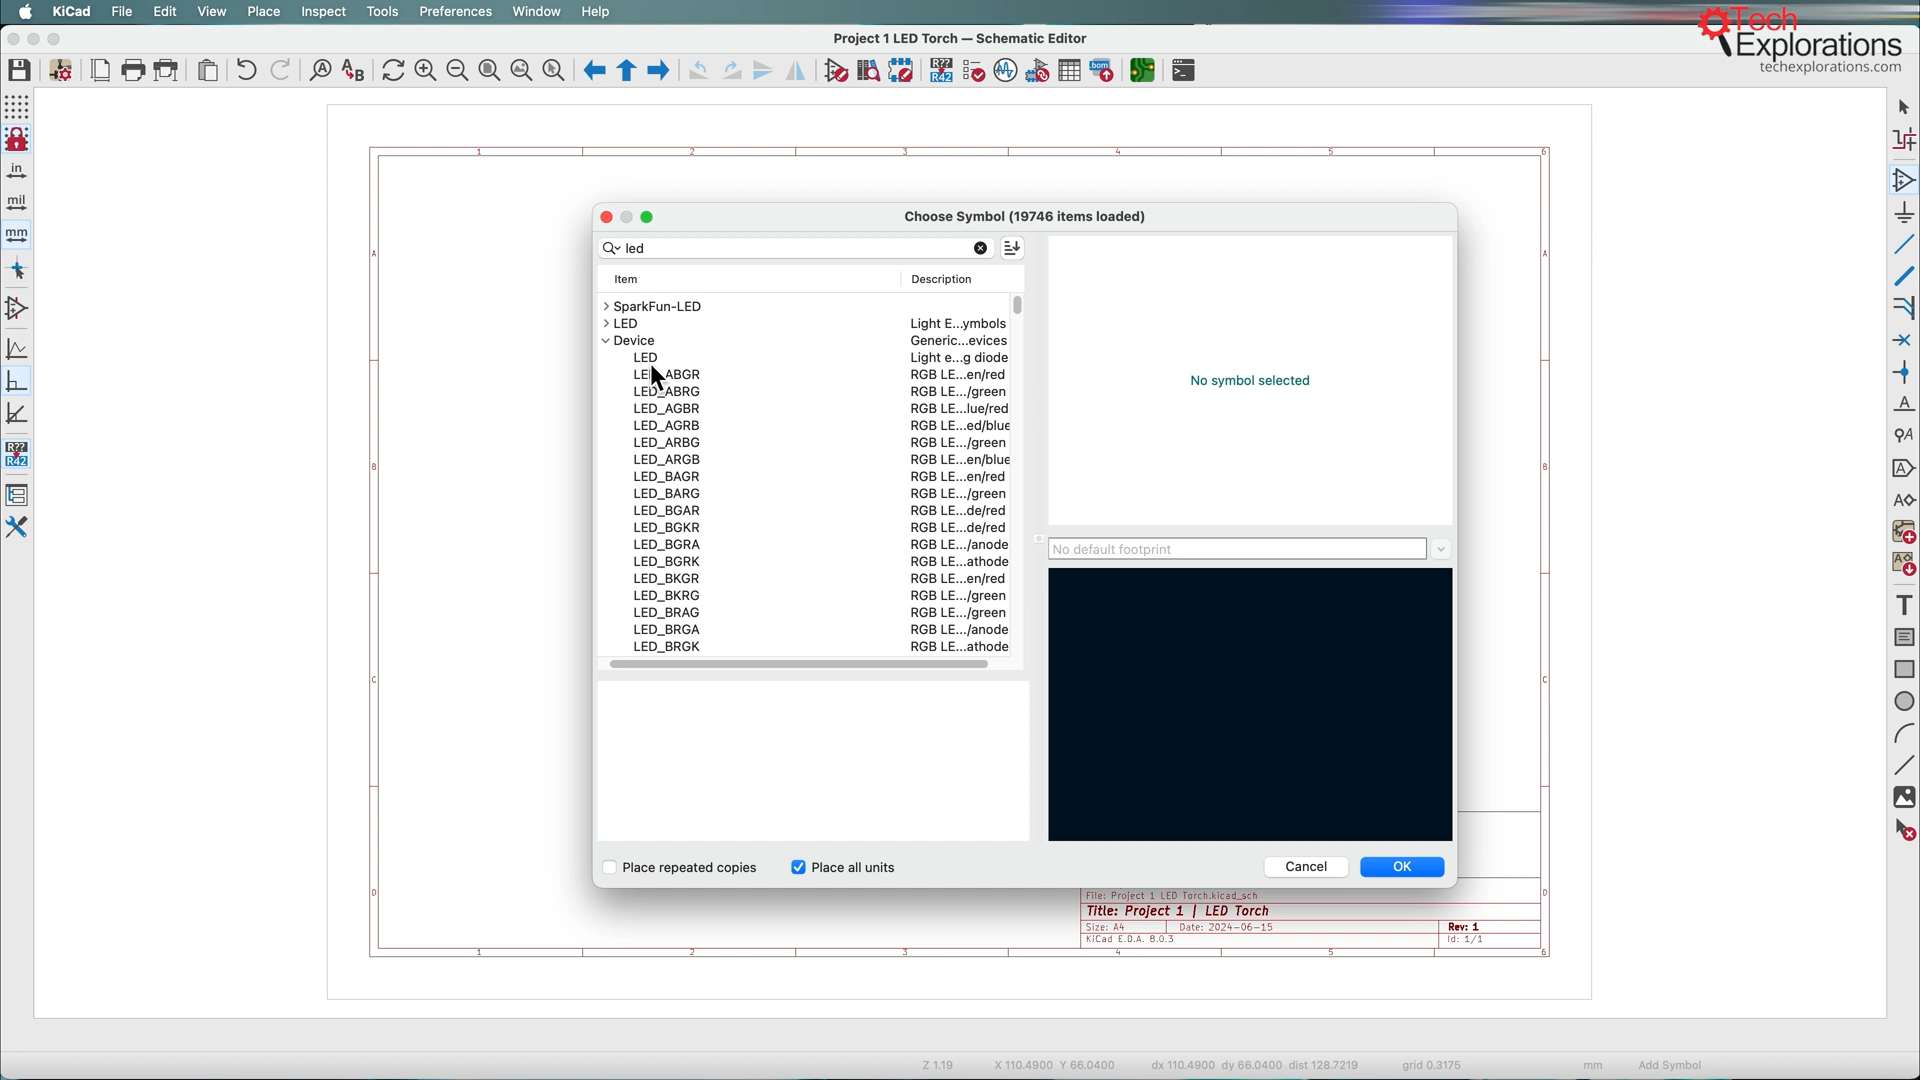 KiCad File Edit View Place Inspect Tools Preferences Window Help
Project 1 LED Torch — Schematic Editor
Tech
Explorations
techexplorations.com
in
mil
mm
R??
R42
Choose Symbol (19746 items loaded)
led
Item Description
SparkFun-LED
LED Light E...ymbols
Device Generic...evices
LED Light e...g diode
LED_ABGR RGB LE...en/red
LED_ABRG RGB LE.../green
LED_AGBR RGB LE...lue/red
LED_AGRB RGB LE...ed/blue
LED_ARBG RGB LE.../green
LED_ARGB RGB LE...en/blue
LED_BAGR RGB LE...en/red
LED_BARG RGB LE.../green
LED_BGAR RGB LE...de/red
LED_BGKR RGB LE...de/red
LED_BGRA RGB LE.../anode
LED_BGRK RGB LE...athode
LED_BKGR RGB LE...en/red
LED_BKRG RGB LE.../green
LED_BRAG RGB LE.../green
LED_BRGA RGB LE.../anode
LED_BRGK RGB LE...athode
No symbol selected
No default footprint
Place repeated copies Place all units Cancel OK
File: Project 1 LED Torch.kicad_sch
Title: Project 1 | LED Torch
Size: A4 Date: 2024-06-15 Rev: 1
KiCad E.D.A. 8.0.3 Id: 1/1
Z 1.19 X 110.4900 Y 66.0400 dx 110.4900 dy 66.0400 dist 128.7219 grid 0.3175 mm Add Symbol